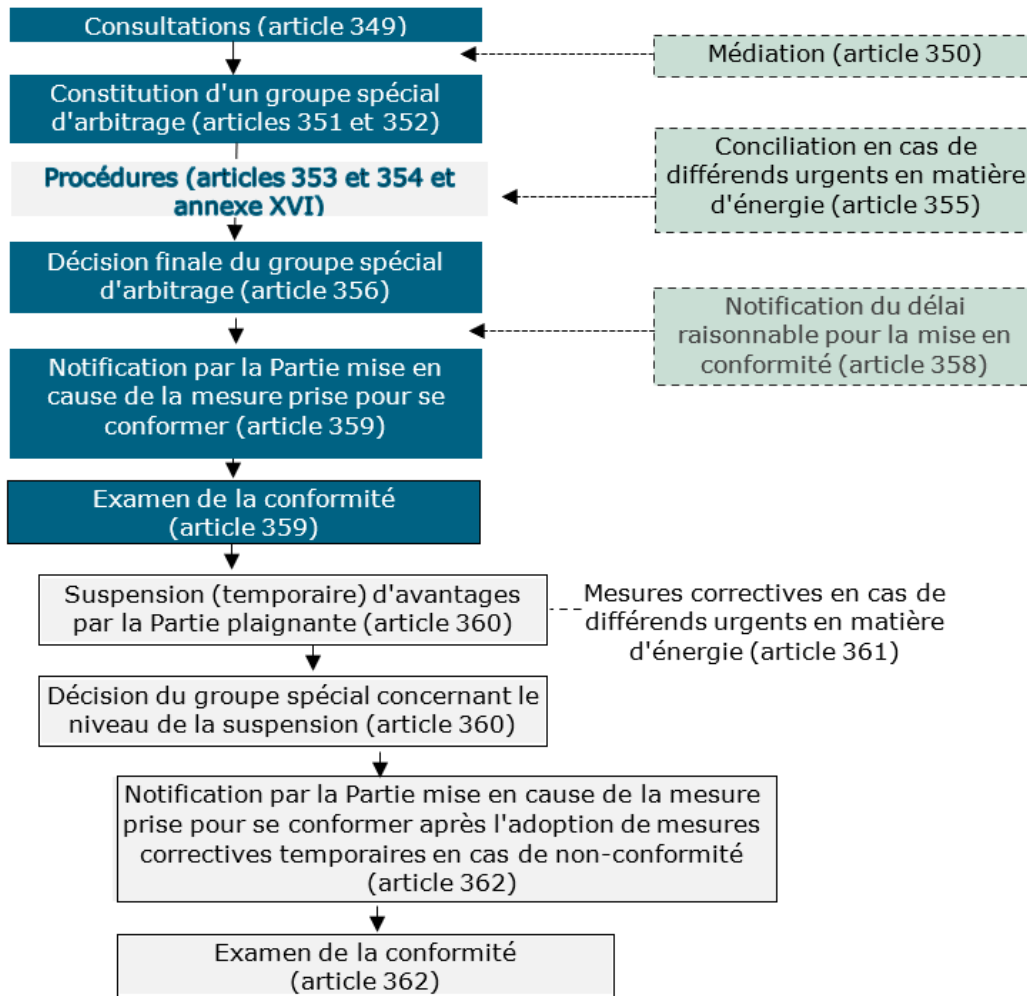 Consultations (article 349)
Médiation (article 350)
Constitution d'un groupe spécial
d'arbitrage (articles 351 et 352)
Procédures (articles 353 et 354 et
annexe XVI)
Conciliation en cas de
différends urgents en matière
d'énergie (article 355)
Décision finale du groupe spécial
d'arbitrage (article 356)
Notification du délai
raisonnable pour la mise en
conformité (article 358)
Notification par la Partie mise en
cause de la mesure prise pour se
conformer (article 359)
Examen de la conformité
(article 359)
Suspension (temporaire) d'avantages
par la Partie plaignante (article 360)
Mesures correctives en cas de
différends urgents en matière
d'énergie (article 361)
Décision du groupe spécial concernant le
niveau de la suspension (article 360)
Notification par la Partie mise en cause de la mesure
prise pour se conformer après l'adoption de mesures
correctives temporaires en cas de non-conformité
(article 362)
Examen de la conformité
(article 362)